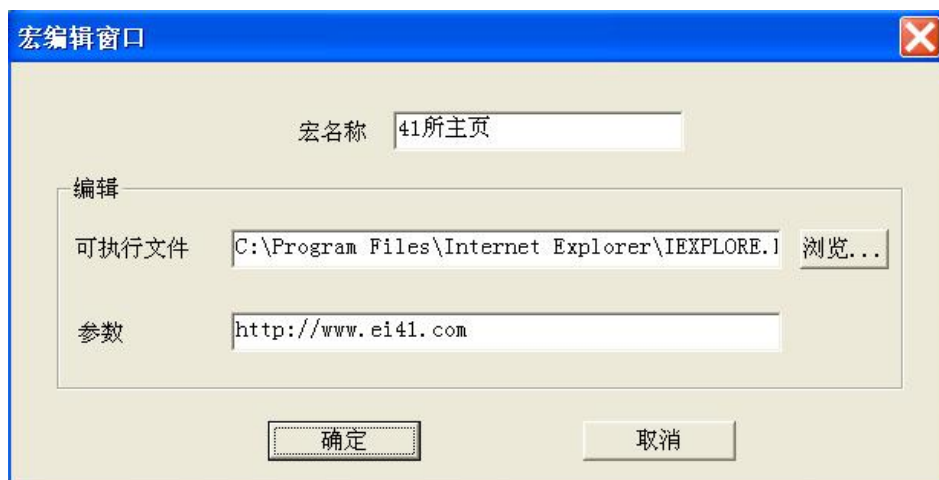 宏编辑窗口
宏名称 41所主页
编辑
可执行文件 C:\Program Files\Internet Explorer\IEXPLORE. 浏览...
参数 http://www.ei41.com
确定 取消